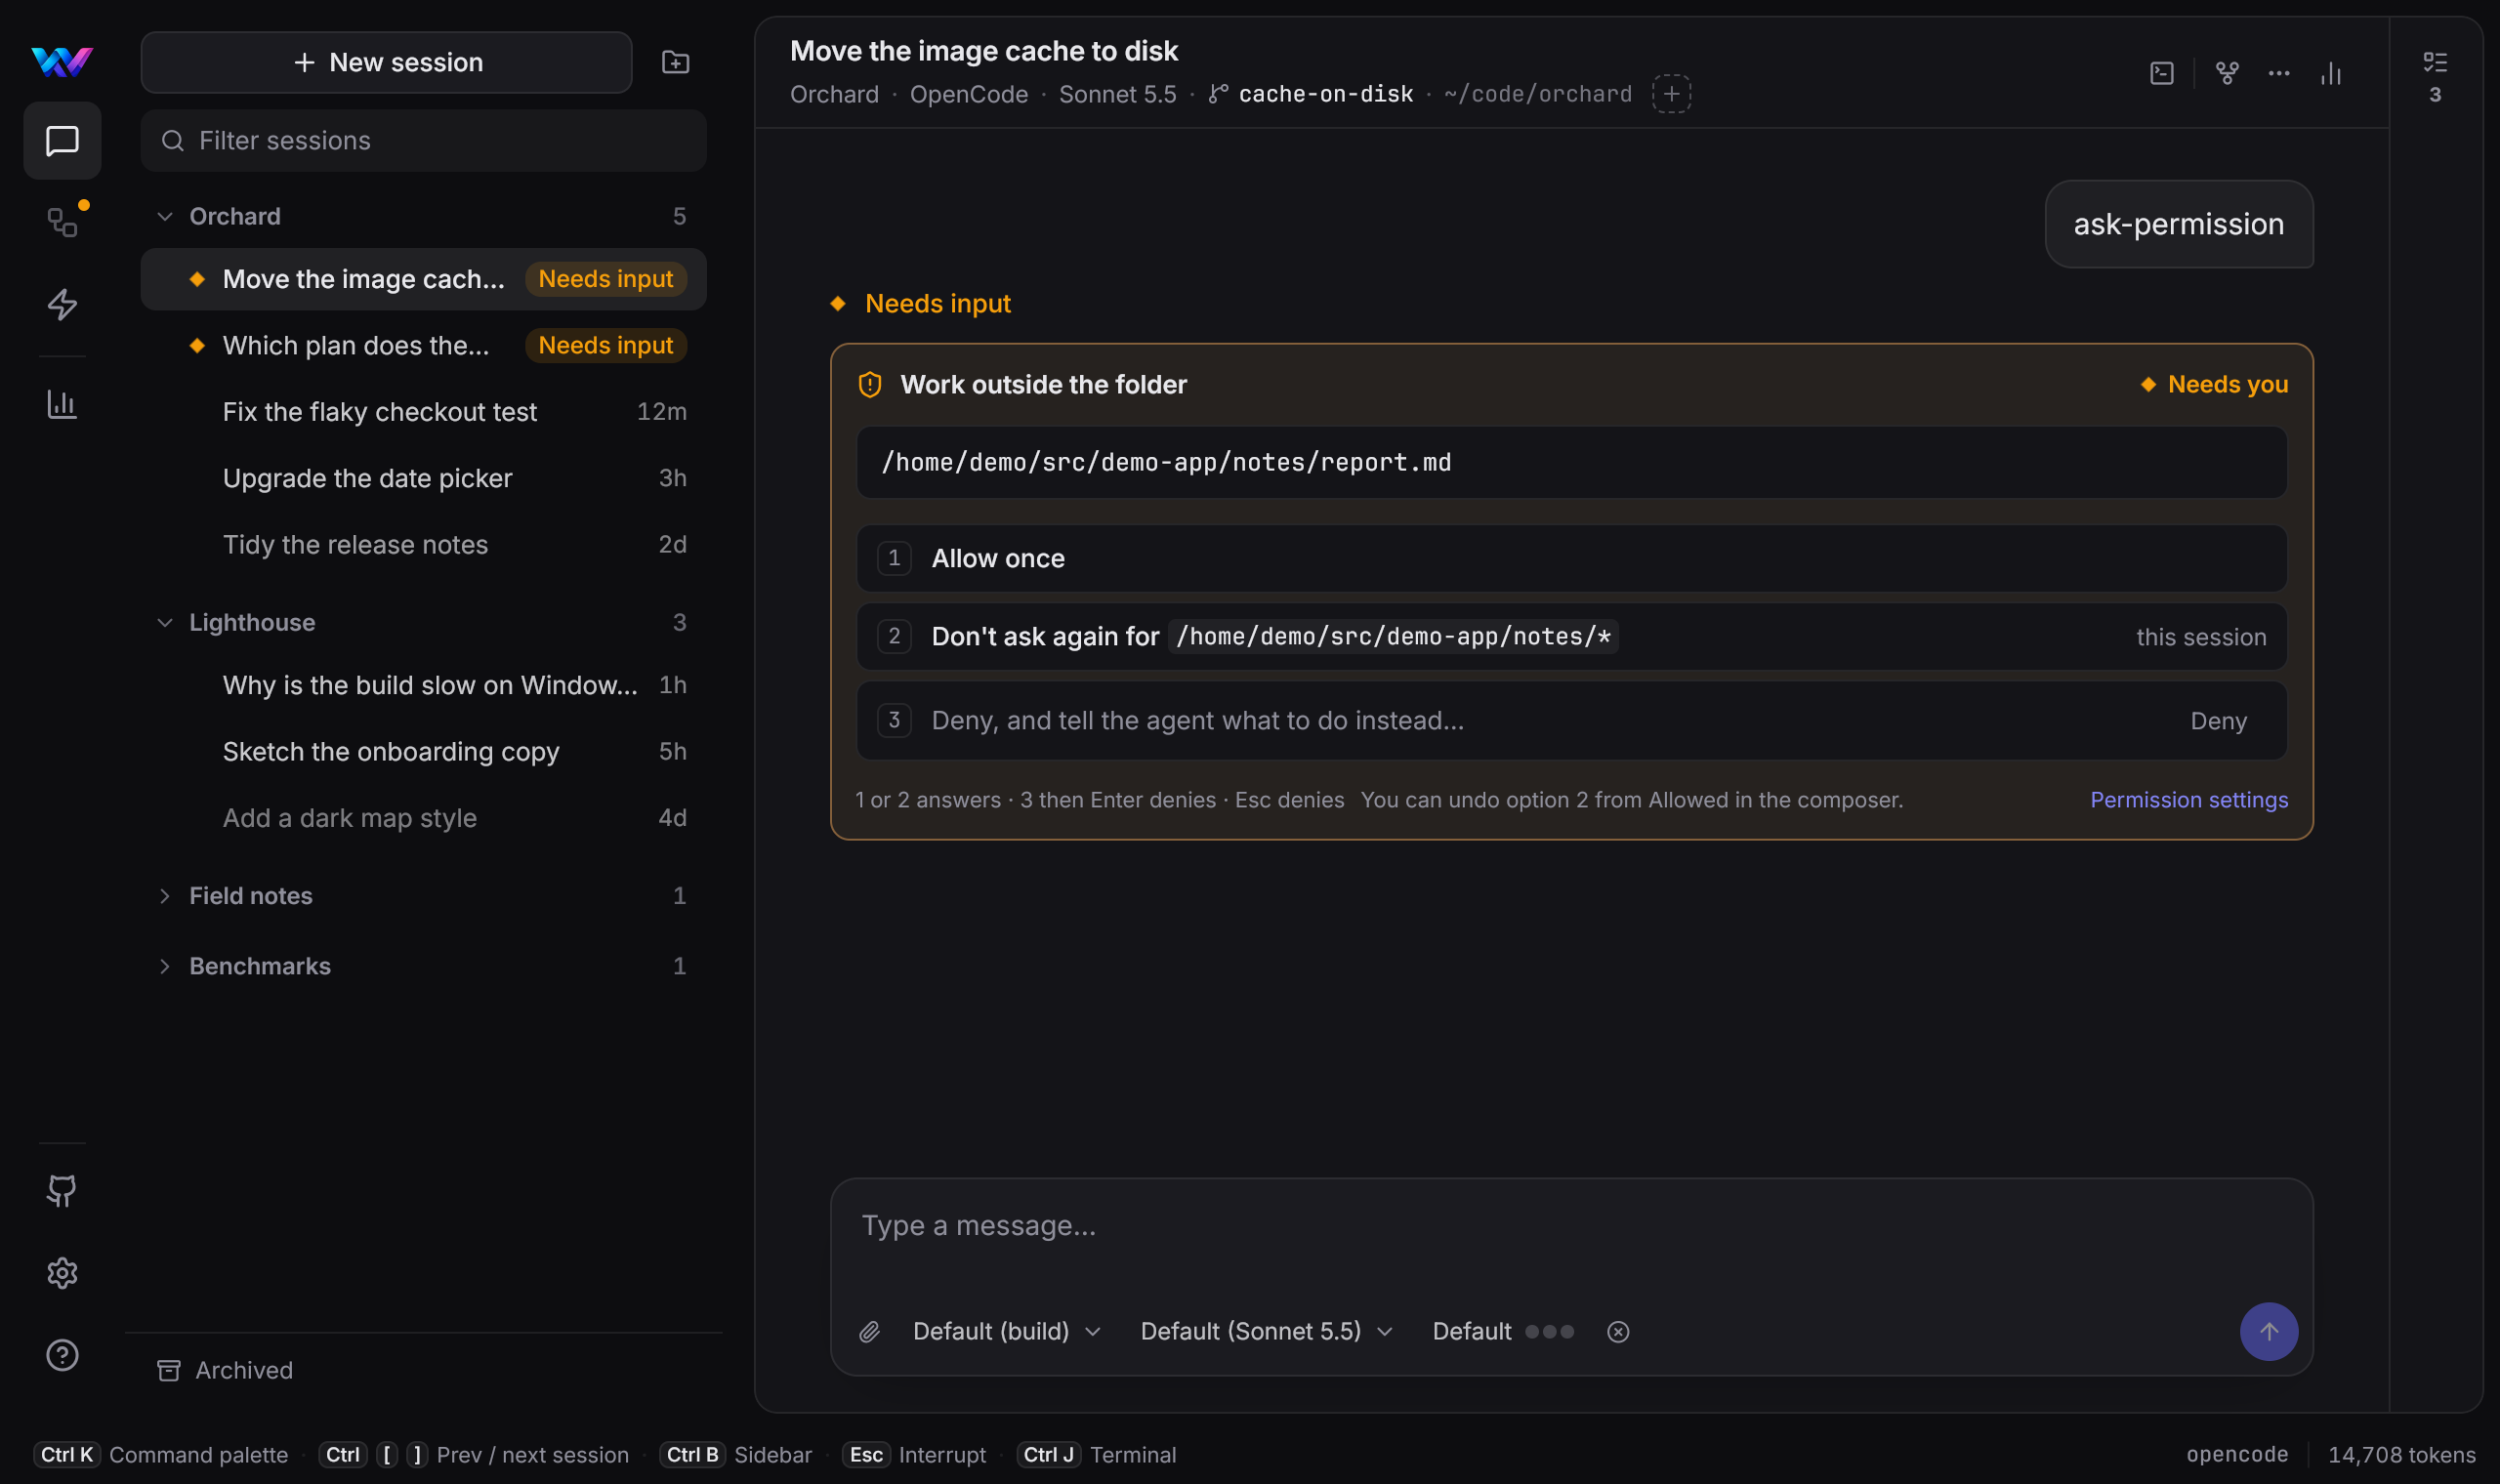 New session
Filter sessions
Orchard 5
Move the image cach... Needs input
Which plan does the... Needs input
Fix the flaky checkout test 12m
Upgrade the date picker 3h
Tidy the release notes 2d
Lighthouse 3
Why is the build slow on Window... 1h
Sketch the onboarding copy 5h
Add a dark map style 4d
Field notes 1
Benchmarks 1
Archived
Move the image cache to disk
Orchard · OpenCode · Sonnet 5.5 · cache-on-disk · ~/code/orchard
3
ask-permission
Needs input
Work outside the folder Needs you
/home/demo/src/demo-app/notes/report.md
1 Allow once
2 Don't ask again for /home/demo/src/demo-app/notes/* this session
3 Deny, and tell the agent what to do instead... Deny
1 or 2 answers · 3 then Enter denies · Esc denies You can undo option 2 from Allowed in the composer. Permission settings
Type a message...
Default (build) Default (Sonnet 5.5) Default
Ctrl K Command palette · Ctrl [ ] Prev / next session · Ctrl B Sidebar · Esc Interrupt · Ctrl J Terminal opencode 14,708 tokens